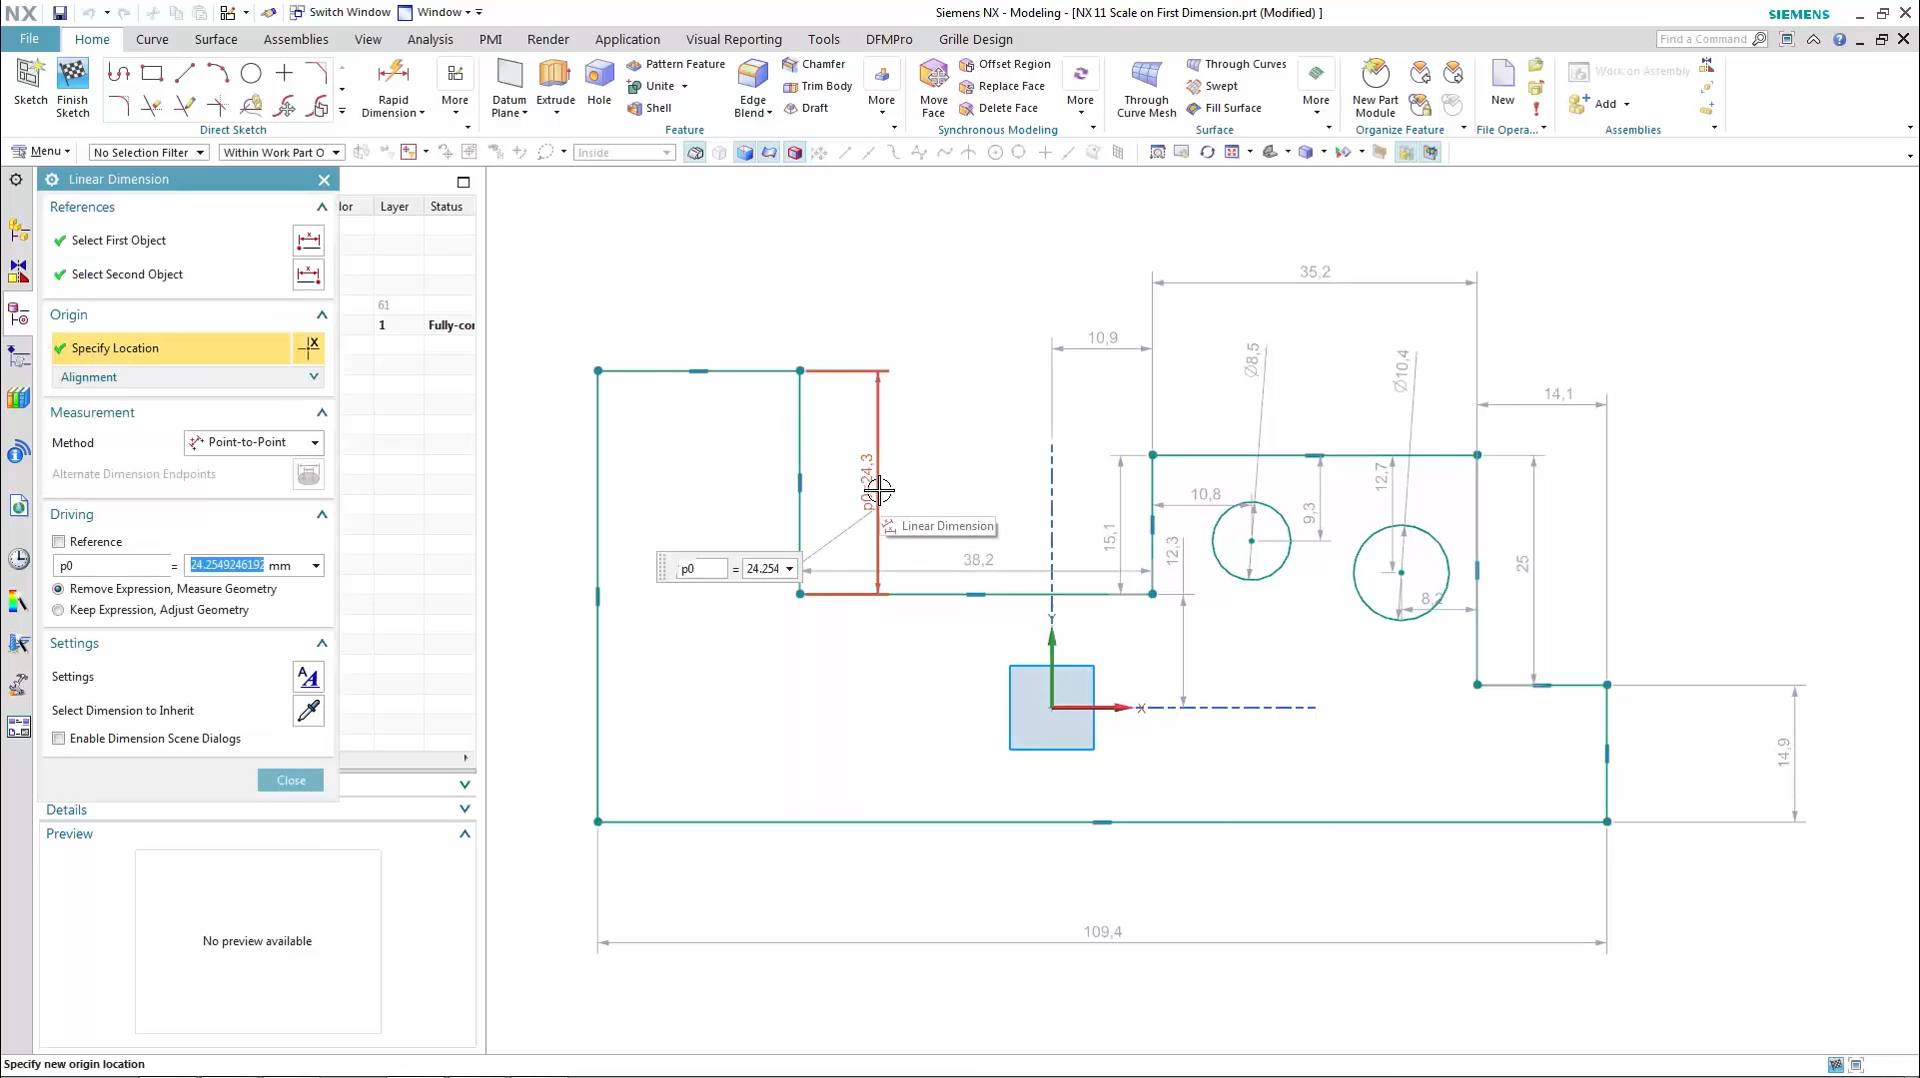 NX
Switch Window
Window
Siemens NX - Modeling - [NX 11 Scale on First Dimension.prt (Modified) ]
SIEMENS
File
Home
Curve
Surface
Assemblies
View
Analysis
PMI
Render
Application
Visual Reporting
Tools
DFMPro
Grille Design
Find a Command
Sketch
Finish
Sketch
Rapid
Dimension
More
Direct Sketch
Datum
Plane
Extrude
Hole
Pattern Feature
Unite
Shell
Edge
Blend
Chamfer
Trim Body
Draft
More
Feature
Move
Face
Offset Region
Replace Face
Delete Face
More
Synchronous Modeling
Through
Curve Mesh
Through Curves
Swept
Fill Surface
More
Surface
New Part
Module
Organize Feature
New
File Opera...
Work on Assembly
Add
Assemblies
Menu
No Selection Filter
Within Work Part O
Inside
Linear Dimension
References
Select First Object
Select Second Object
Origin
Specify Location
Alignment
Measurement
Method
Point-to-Point
Alternate Dimension Endpoints
Driving
Reference
p0 = 24.2549246192 mm
Remove Expression, Measure Geometry
Keep Expression, Adjust Geometry
Settings
Settings
Select Dimension to Inherit
Enable Dimension Scene Dialogs
Close
lor
Layer
Status
61
1
Fully-cor
Details
Preview
No preview available
35,2
10,9
Ø8,5
Ø10,4
14,1
p0=24,3
Linear Dimension
p0 = 24.254
38,2
15,1
12,3
10,8
9,3
12,7
8,2
25
Y
X
14,9
109,4
Specify new origin location